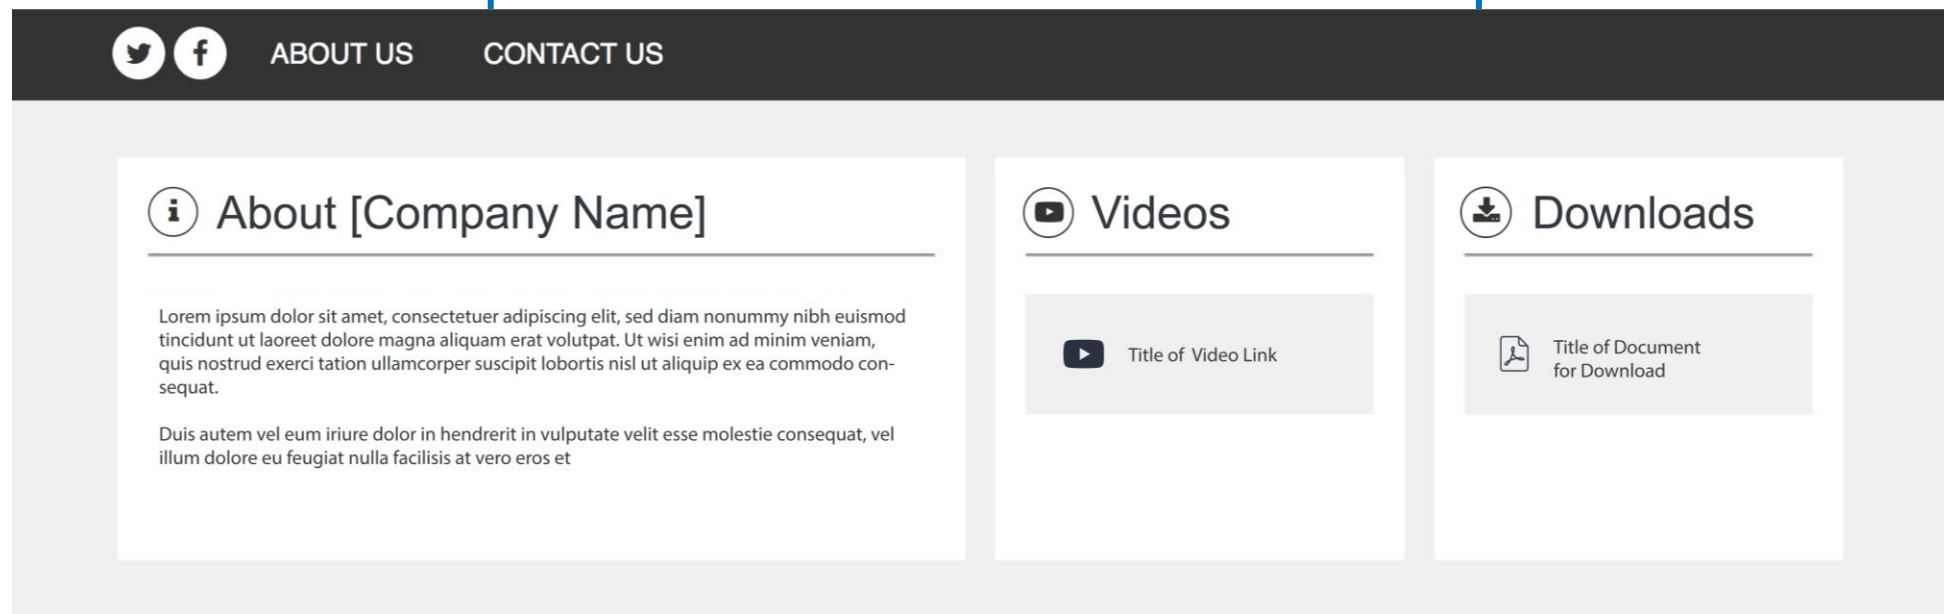 ABOUT US
CONTACT US
About [Company Name]
Lorem ipsum dolor sit amet, consectetuer adipiscing elit, sed diam nonummy nibh euismod
tincidunt ut laoreet dolore magna aliquam erat volutpat. Ut wisi enim ad minim veniam,
quis nostrud exerci tation ullamcorper suscipit lobortis nisl ut aliquip ex ea commodo con-
sequat.
Duis autem vel eum iriure dolor in hendrerit in vulputate velit esse molestie consequat, vel
illum dolore eu feugiat nulla facilisis at vero eros et
Videos
Title of Video Link
Downloads
Title of Document
for Download